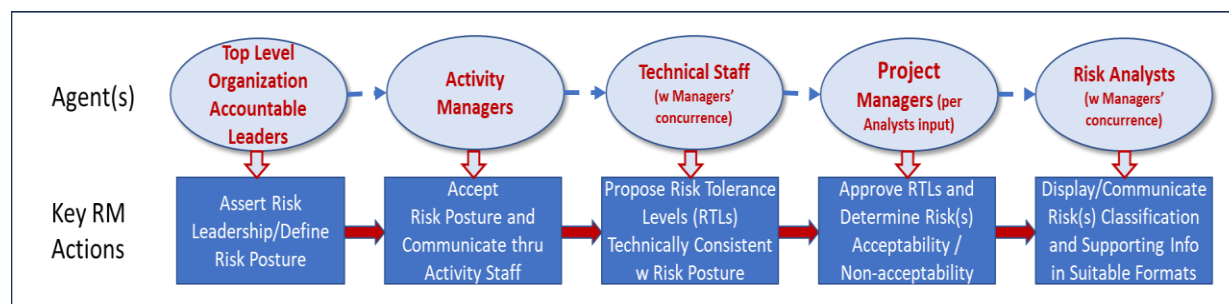 Agent(s)
Top Level
Organization
Accountable
Leaders
Activity
Managers
Technical Staff
(w Managers’
concurrence)
Project
Managers (per
Analysts input)
Risk Analysts
(w Managers’
concurrence)
Key RM
Actions
Assert Risk
Leadership/Define
Risk Posture
Accept
Risk Posture and
Communicate thru
Activity Staff
Propose Risk Tolerance
Levels (RTLs)
Technically Consistent
w Risk Posture
Approve RTLs and
Determine Risk(s)
Acceptability /
Non-acceptability
Display/Communicate
Risk(s) Classification
and Supporting Info
in Suitable Formats